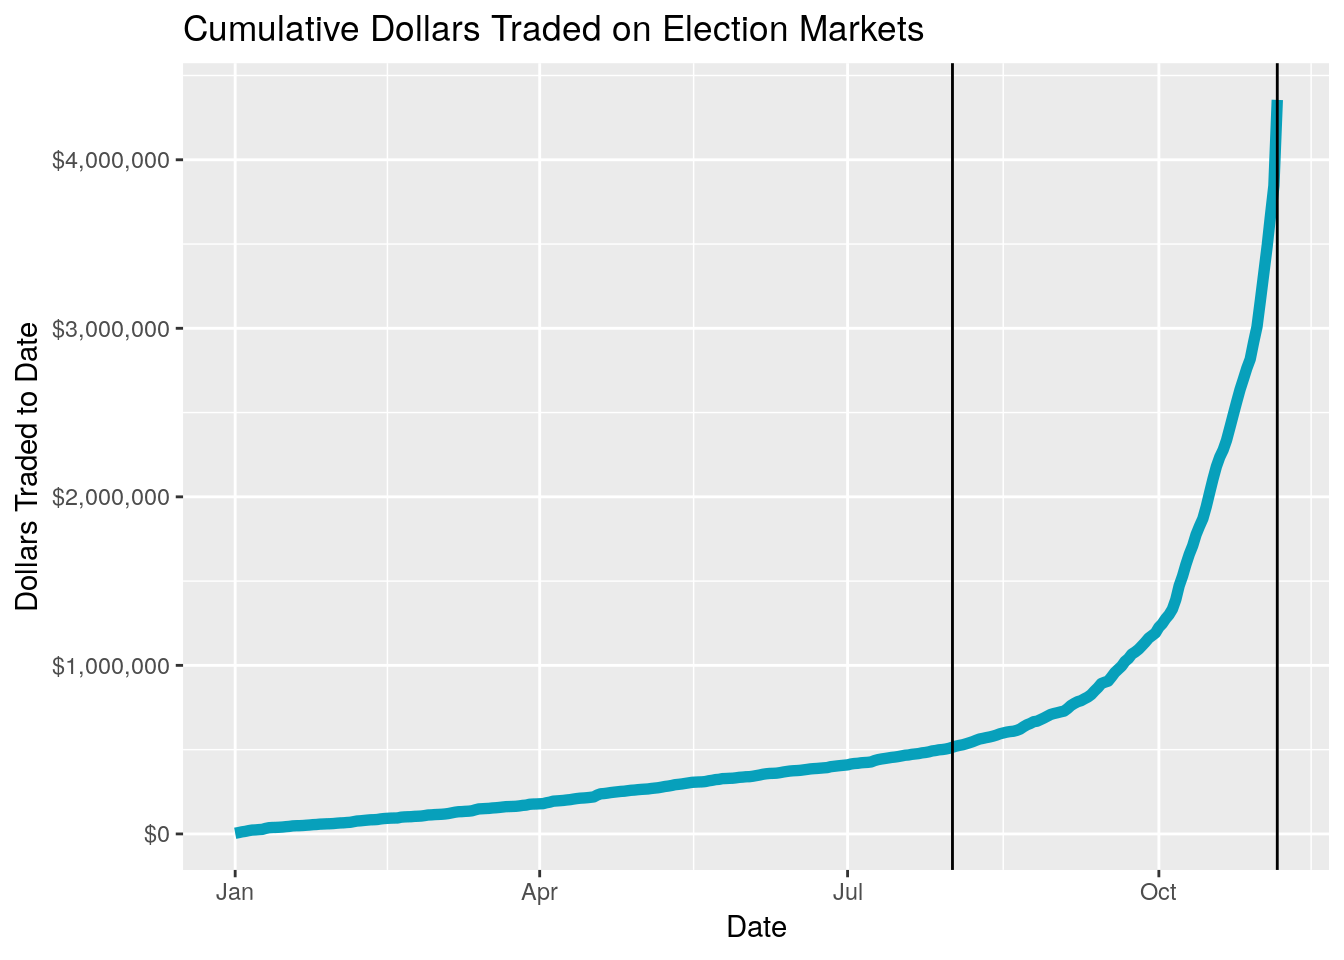 Cumulative Dollars Traded on Election Markets
Dollars Traded to Date
$4,000,000
$3,000,000
$2,000,000
$1,000,000
$0
Jan Apr Jul Oct
Date